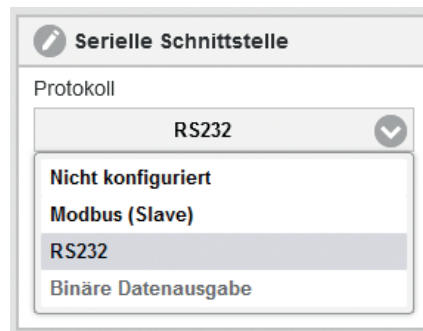 Serielle Schnittstelle
Protokoll
RS232
Nicht konfiguriert
Modbus (Slave)
RS232
Binäre Datenausgabe